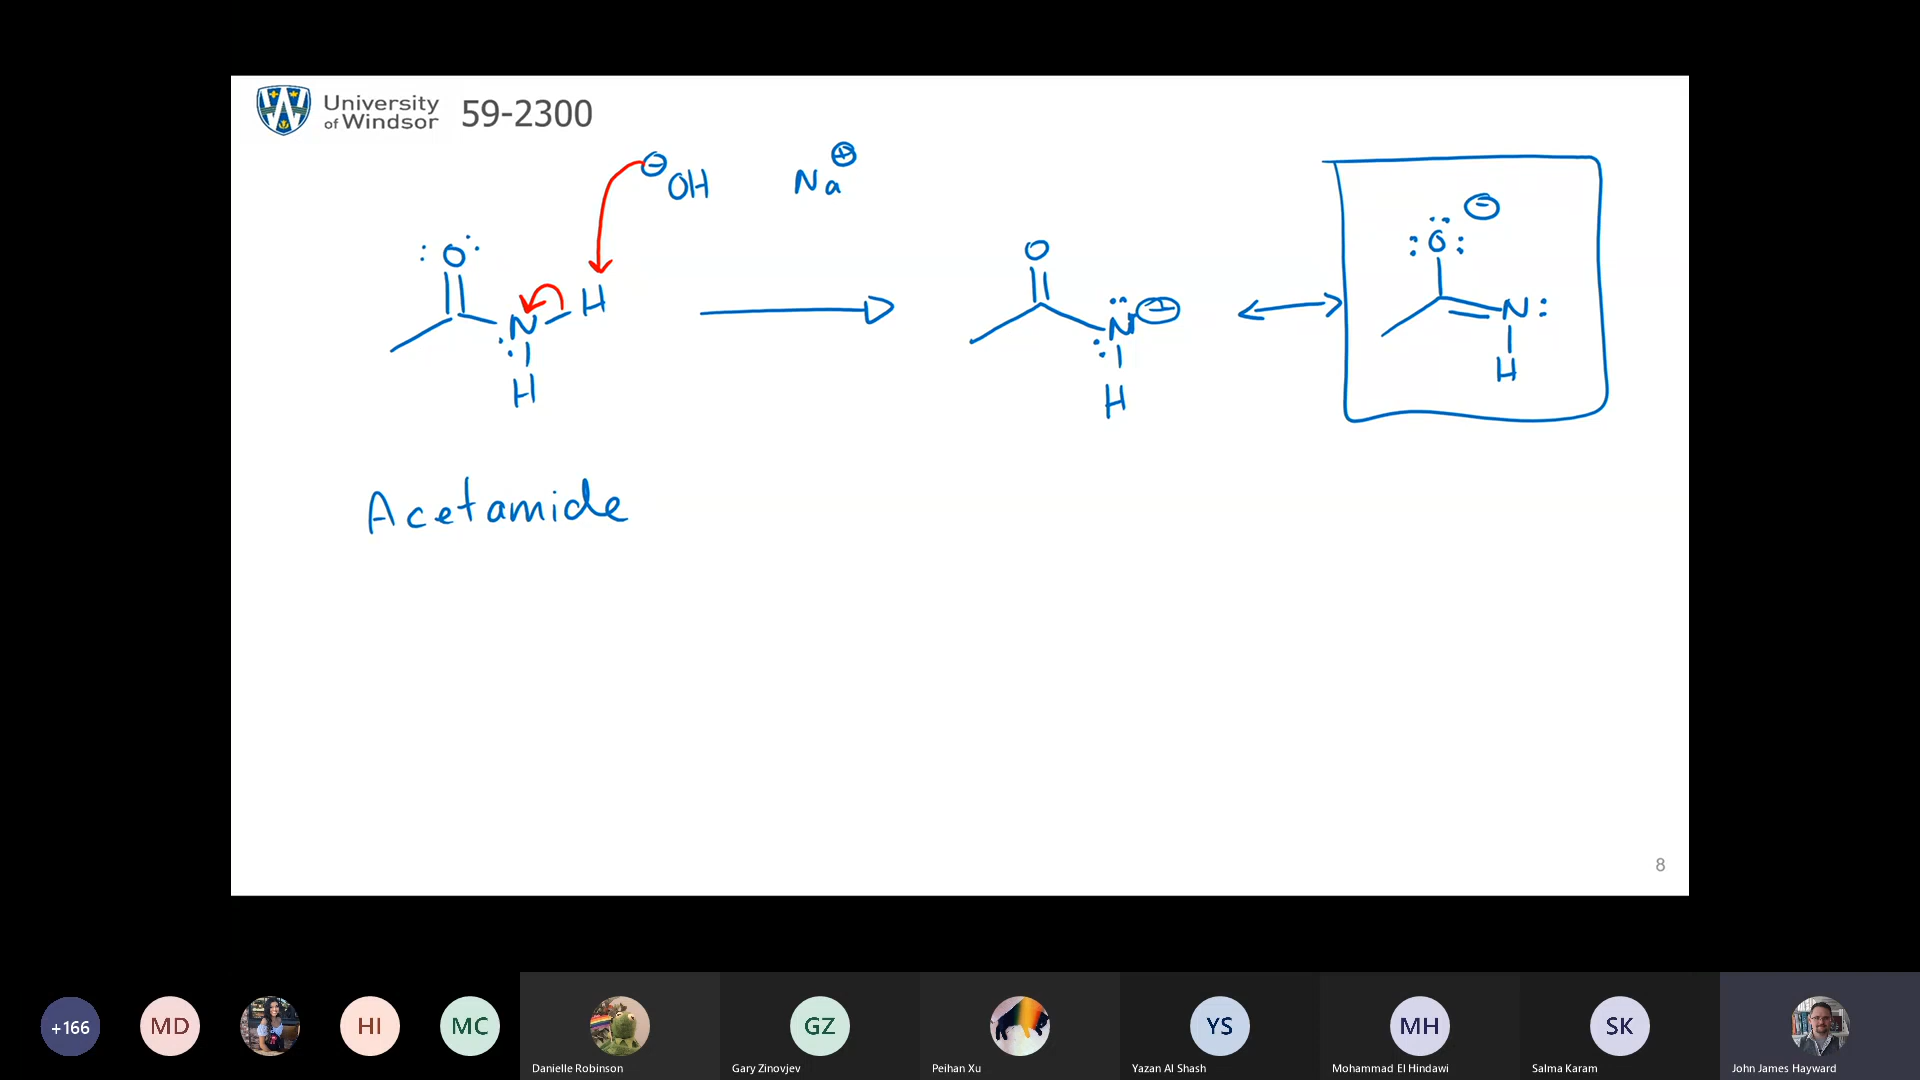 University
of Windsor
59-2300
⊖
OH
Na
⊕
:O:
H
N
:
H
O
N
⊖
:
H
⊖
:O:
N:
H
Acetamide
8
+166
MD
HI
MC
GZ
YS
MH
SK
Danielle Robinson
Gary Zinovjev
Peihan Xu
Yazan Al Shash
Mohammad El Hindawi
Salma Karam
John James Hayward